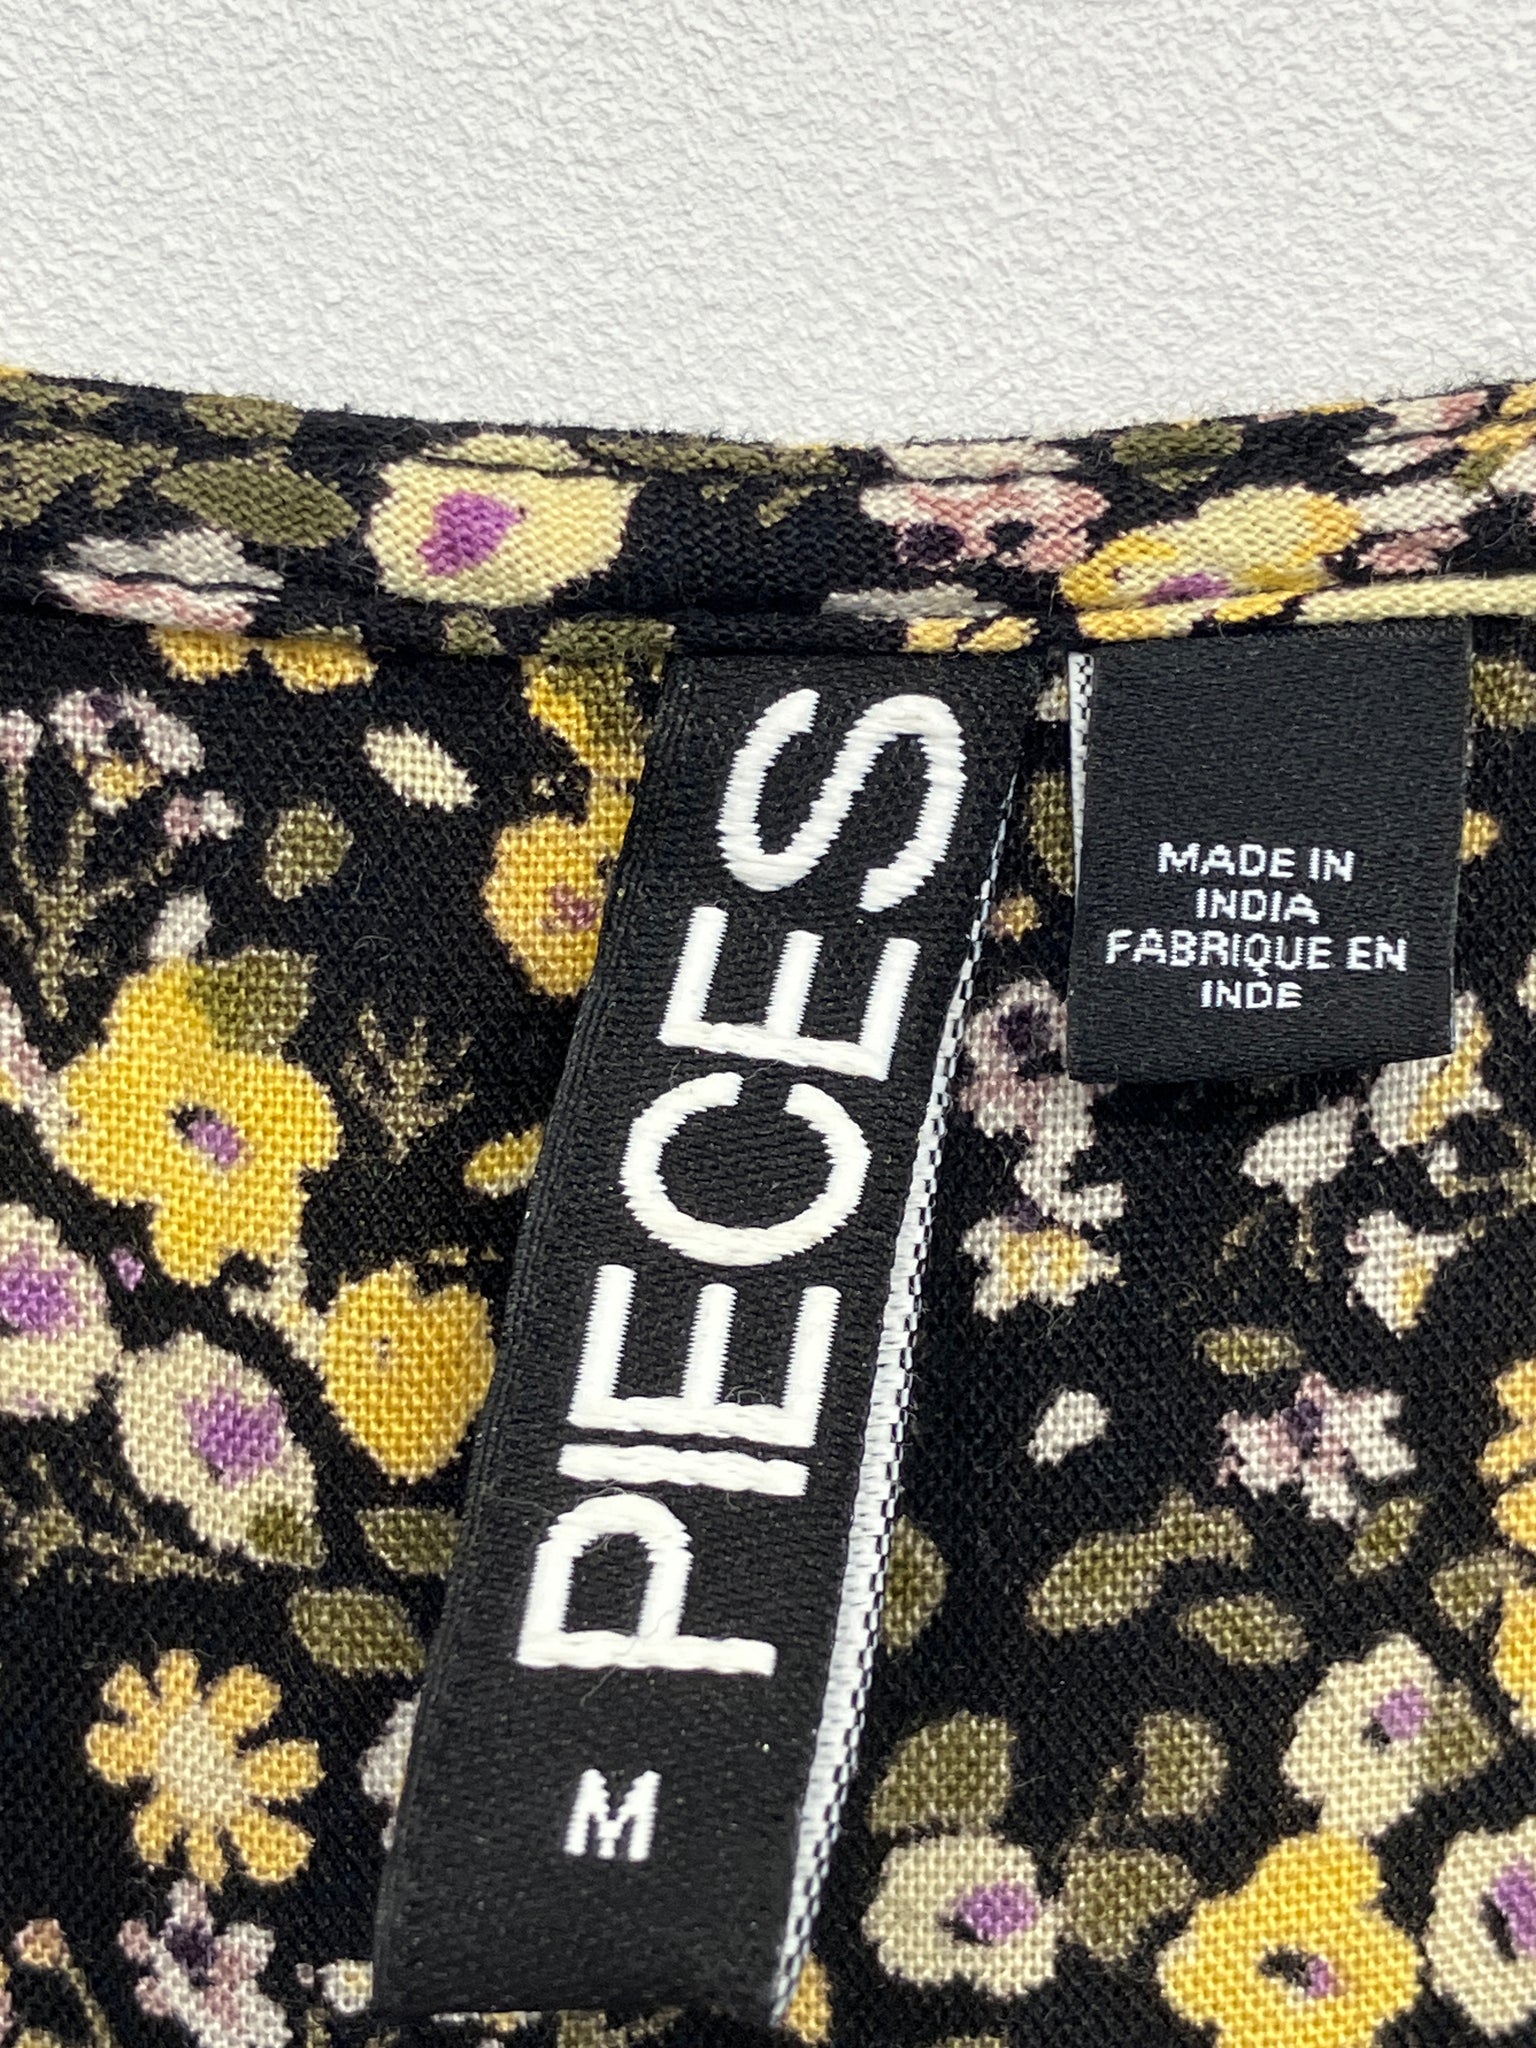 PIECES
M
MADE IN
INDIA
FABRIQUE EN
INDE